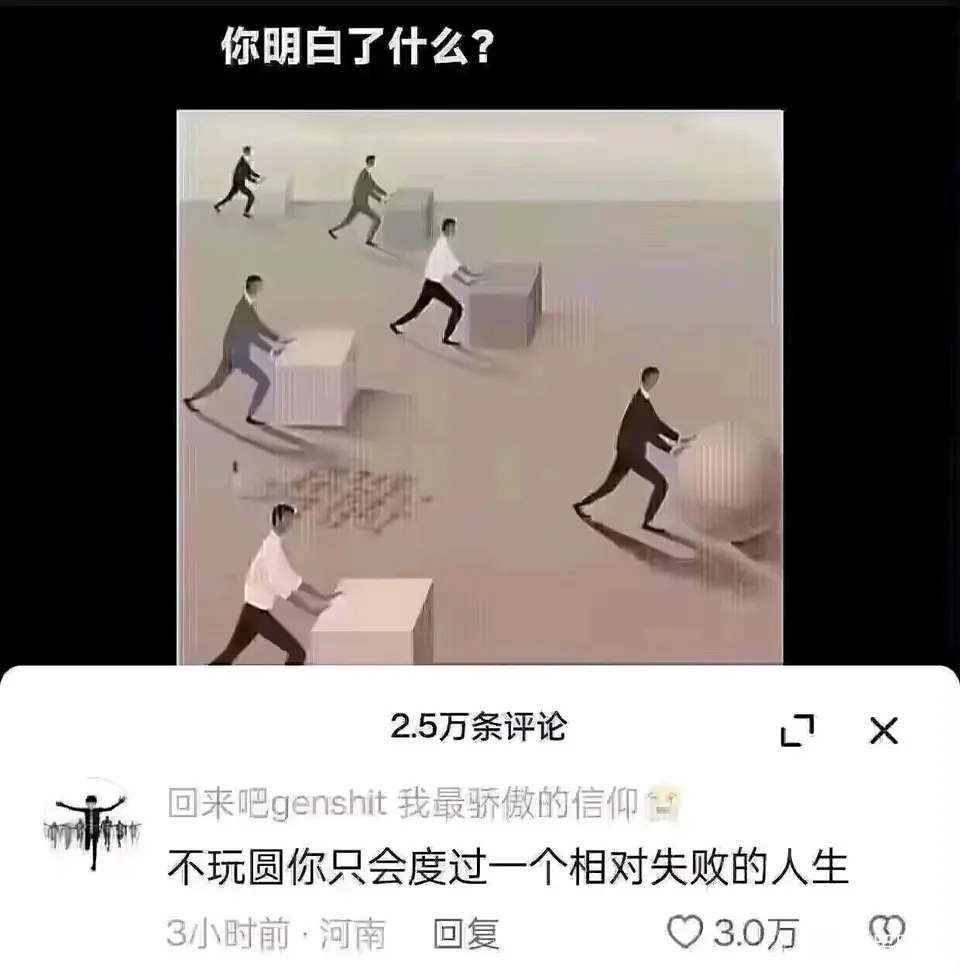 你明白了什么?
2.5万条评论
回来吧genshit 我最骄傲的信仰
不玩圆你只会度过一个相对失败的人生
3小时前·河南 回复 3.0万